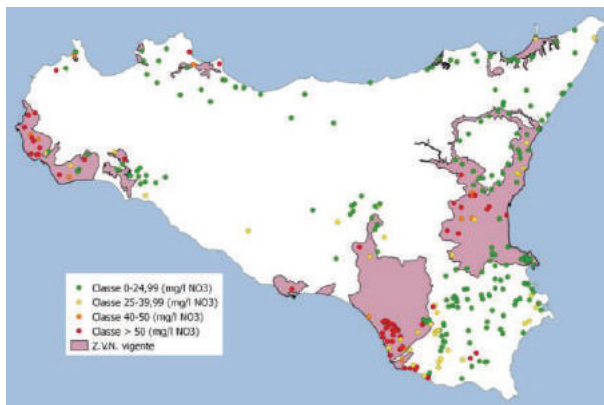 Classe 0-24,99 (mg/l NO3)
Classe 25-39,99 (mg/l NO3)
Classe 40-50 (mg/l NO3)
Classe > 50 (mg/l NO3)
Z.V.N. vigente